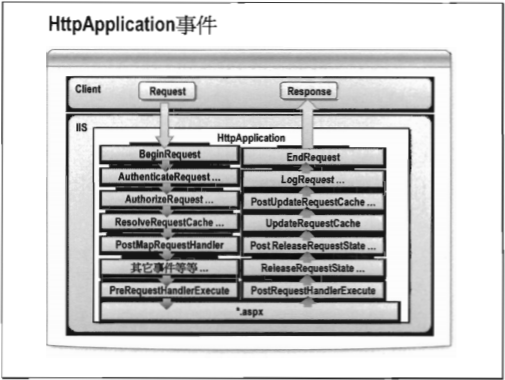 HttpApplication事件
Client
Request
Response
IIS
HttpApplication
BeginRequest
AuthenticateRequest ...
AuthorizeRequest ...
ResolveRequestCache ...
PostMapRequestHandler
其它事件等等 ...
PreRequestHandlerExecute
EndRequest
LogRequest ...
PostUpdateRequestCache ...
UpdateRequestCache
Post ReleaseRequestState ...
ReleaseRequestState ...
PostRequestHandlerExecute
*.aspx